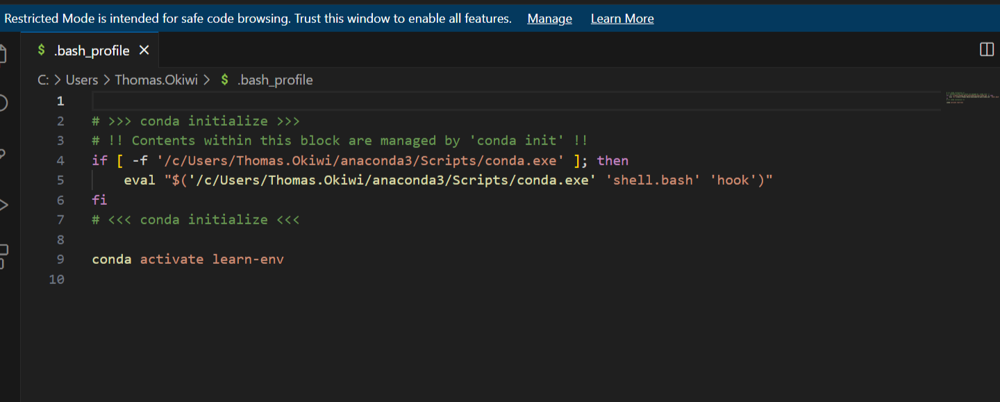 Restricted Mode is intended for safe code browsing. Trust this window to enable all features. Manage Learn More
$ .bash_profile ×
C: > Users > Thomas.Okiwi > $ .bash_profile
1
2 # >>> conda initialize >>>
3 # !! Contents within this block are managed by 'conda init' !!
4 if [ -f '/c/Users/Thomas.Okiwi/anaconda3/Scripts/conda.exe' ]; then
5     eval "$('/c/Users/Thomas.Okiwi/anaconda3/Scripts/conda.exe' 'shell.bash' 'hook')"
6 fi
7 # <<< conda initialize <<<
8
9 conda activate learn-env
10